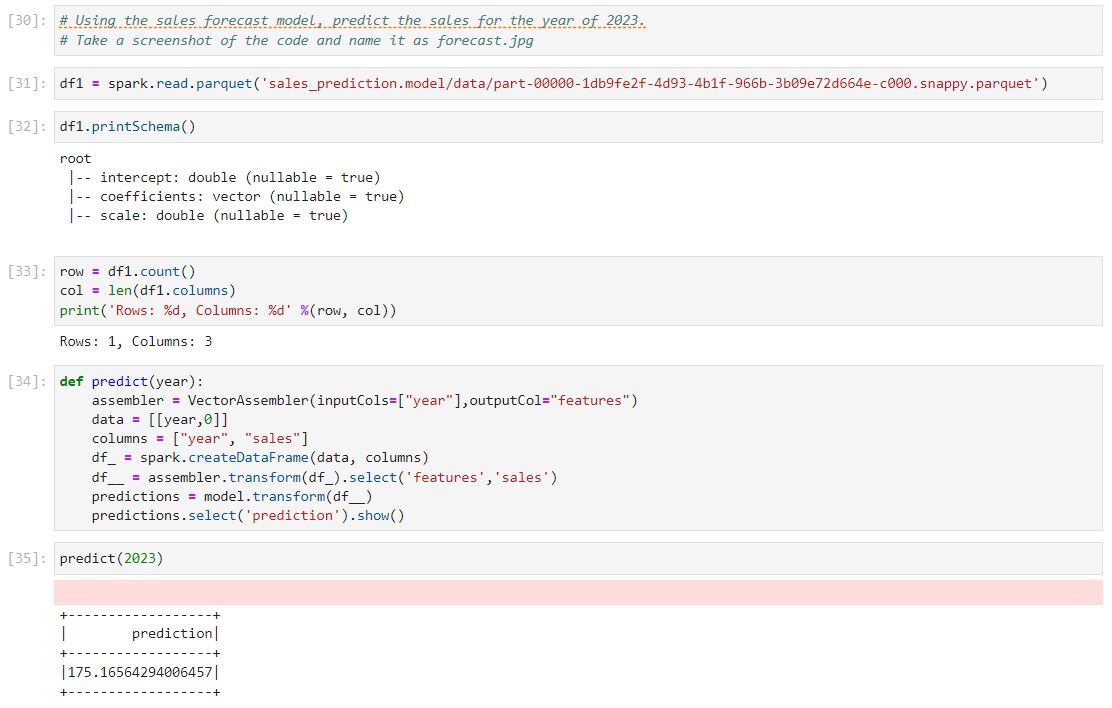 [30]: # Using the sales forecast model, predict the sales for the year of 2023.
# Take a screenshot of the code and name it as forecast.jpg
[31]: df1 = spark.read.parquet('sales_prediction.model/data/part-00000-1db9fe2f-4d93-4b1f-966b-3b09e72d664e-c000.snappy.parquet')
[32]: df1.printSchema()
root
 |-- intercept: double (nullable = true)
 |-- coefficients: vector (nullable = true)
 |-- scale: double (nullable = true)
[33]: row = df1.count()
col = len(df1.columns)
print('Rows: %d, Columns: %d' %(row, col))
Rows: 1, Columns: 3
[34]: def predict(year):
    assembler = VectorAssembler(inputCols=["year"],outputCol="features")
    data = [[year,0]]
    columns = ["year", "sales"]
    df_ = spark.createDataFrame(data, columns)
    df__ = assembler.transform(df_).select('features','sales')
    predictions = model.transform(df__)
    predictions.select('prediction').show()
[35]: predict(2023)
+------------------+
|        prediction|
+------------------+
|175.16564294006457|
+------------------+